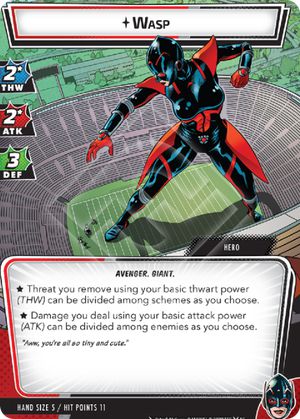 Wasp
2★
THW
2★
ATK
3
DEF
HERO
AVENGER. GIANT.
★ Threat you remove using your basic thwart power
(THW) can be divided among schemes as you choose.
★ Damage you deal using your basic attack power
(ATK) can be divided among enemies as you choose.
"Aww, you're all so tiny and cute."
HAND SIZE 5 / HIT POINTS 11